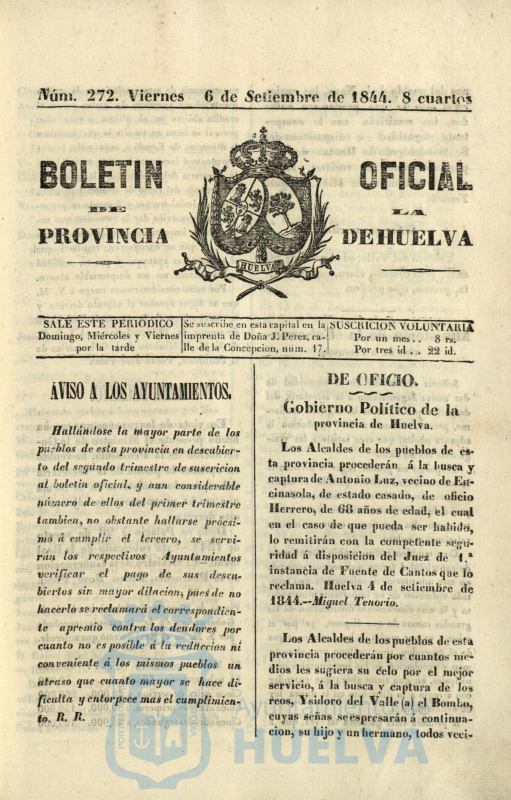 Núm. 272. Viernes 6 de Setiembre de 1844. 8 cuartos
BOLETIN OFICIAL
DE LA
PROVINCIA DE HUELVA
HUELVA
SALE ESTE PERIODICO
Domingo, Miércoles y Viernes
por la tarde
Se suscribe en esta capital en la
imprenta de Doña J. Perez, ca-
lle de la Concepcion, núm. 17.
SUSCRICION VOLUNTARIA
Por un mes.. 8 rs.
Por tres id... 22 id.
AVISO A LOS AYUNTAMIENTOS.
Hallándose la mayor parte de los
pueblos de esta provincia en descubier-
to del segundo trimestre de suscricion
al boletin oficial, y aun considerable
número de ellos del primer trimestre
tambien, no obstante hallarse prócsi-
mo á cumplir el tercero, se servi-
rán los respectivos Ayuntamientos
verificar el pago de sus descu-
biertos sin mayor dilacion, pues de no
hacerlo se reclamará el correspondien-
te apremio contra los deudores por
cuanto no es posible á la redaccion ni
conveniente á los mismos pueblos un
atraso que cuanto mayor se hace di-
ficulta y entorpece mas el cumplimien-
to. R. R.
DE OFICIO.
Gobierno Político de la
provincia de Huelva.
Los Alcaldes de los pueblos de es-
ta provincia procederán á la busca y
captura de Antonio Luz, vecino de En-
cinasola, de estado casado, de oficio
Herrero, de 68 años de edad, el cual
en el caso de que pueda ser habido,
lo remitirán con la competente segu-
ridad á disposicion del Juez de 1.ª
instancia de Fuente de Cantos que lo
reclama. Huelva 4 de setiembre de
1844.--Miguel Tenorio.
Los Alcaldes de los pueblos de esta
provincia procederán por cuantos me-
dios les sugiera su celo por el mejor
servicio, á la busca y captura de los
reos, Ysidoro del Valle (a) el Bombo,
cuyas señas se espresarán á continua-
cion, su hijo y un hermano, todos veci-
HUELVA